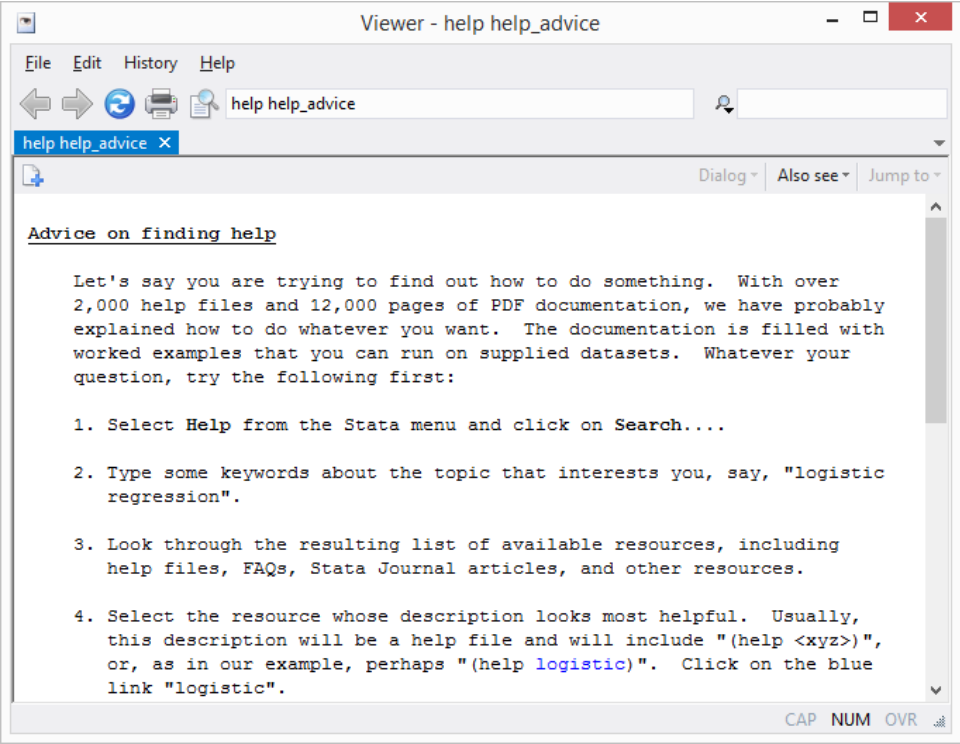 Viewer - help help_advice
File Edit History Help
help help_advice
help help_advice
Dialog Also see Jump to
Advice on finding help
Let's say you are trying to find out how to do something. With over
2,000 help files and 12,000 pages of PDF documentation, we have probably
explained how to do whatever you want. The documentation is filled with
worked examples that you can run on supplied datasets. Whatever your
question, try the following first:
1. Select Help from the Stata menu and click on Search....
2. Type some keywords about the topic that interests you, say, "logistic
regression".
3. Look through the resulting list of available resources, including
help files, FAQs, Stata Journal articles, and other resources.
4. Select the resource whose description looks most helpful. Usually,
this description will be a help file and will include "(help <xyz>)",
or, as in our example, perhaps "(help logistic)". Click on the blue
link "logistic".
CAP NUM OVR